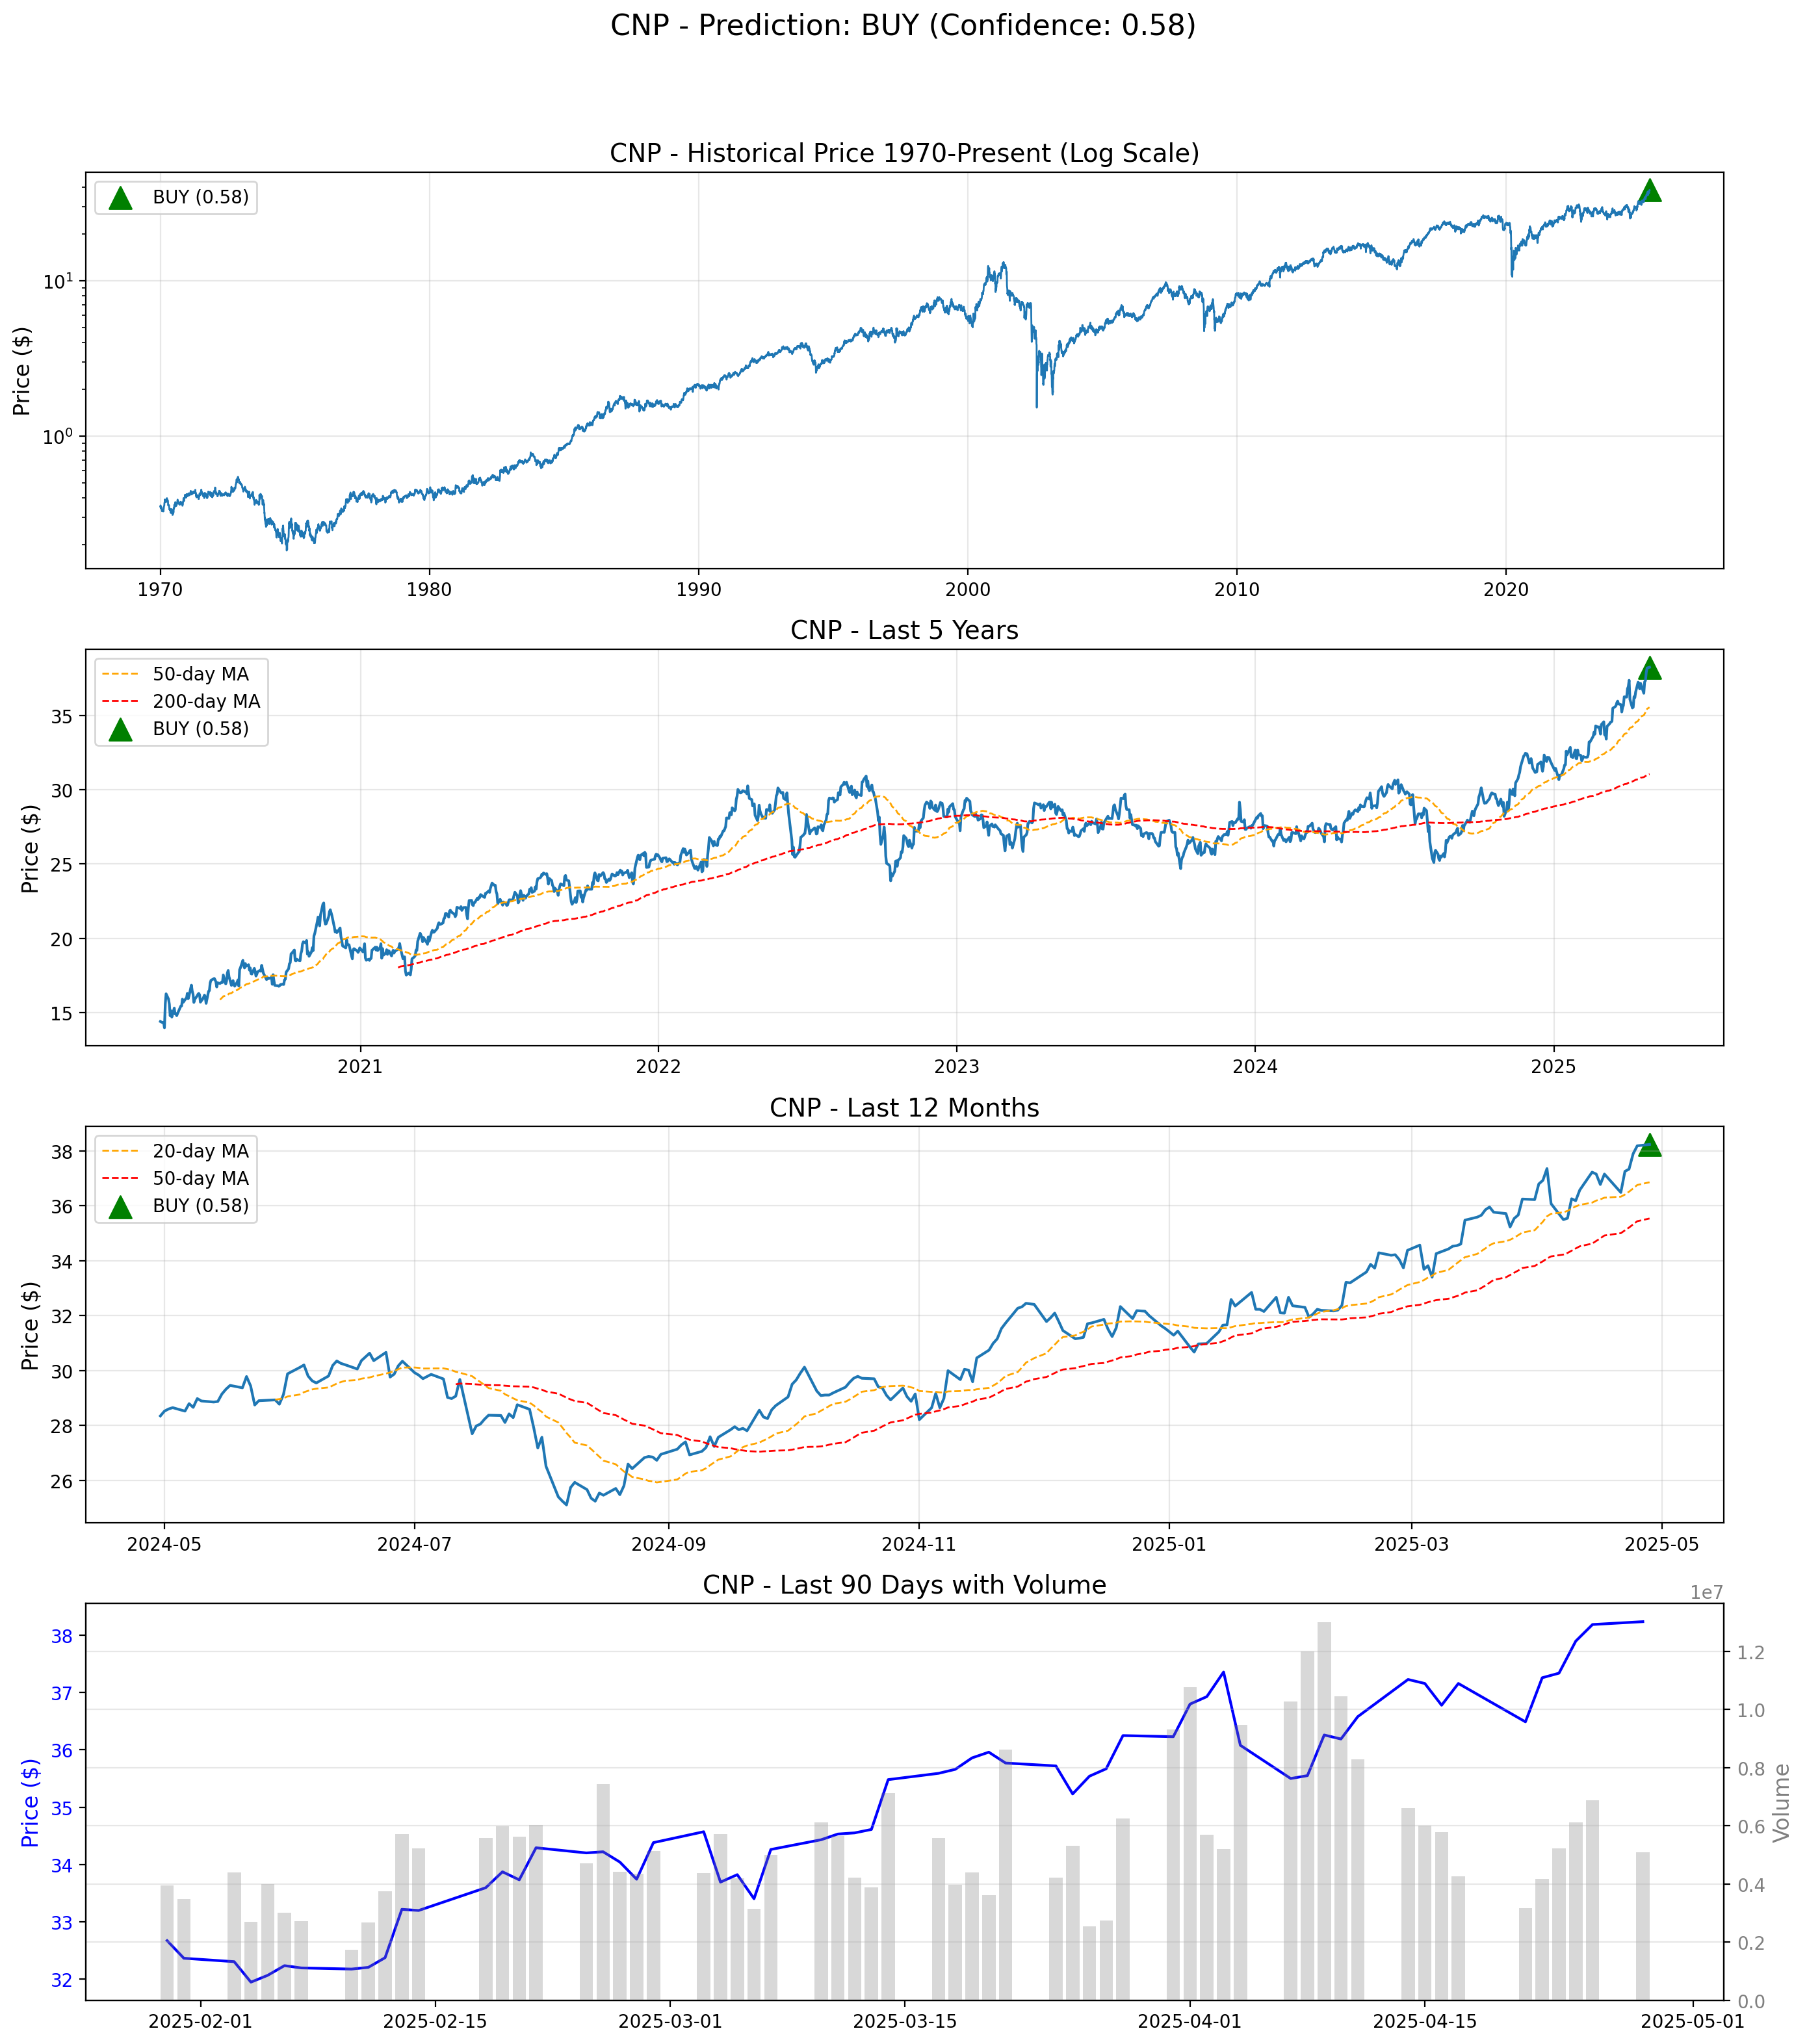 CNP - Prediction: BUY (Confidence: 0.58)
CNP - Historical Price 1970-Present (Log Scale)
BUY (0.58)
Price ($)
10¹
10⁰
1970 1980 1990 2000 2010 2020
CNP - Last 5 Years
50-day MA
200-day MA
BUY (0.58)
Price ($)
35
30
25
20
15
2021 2022 2023 2024 2025
CNP - Last 12 Months
20-day MA
50-day MA
BUY (0.58)
Price ($)
38
36
34
32
30
28
26
2024-05 2024-07 2024-09 2024-11 2025-01 2025-03 2025-05
CNP - Last 90 Days with Volume
1e7
Price ($)
38
37
36
35
34
33
32
1.2
1.0
0.8
0.6
0.4
0.2
0.0
Volume
2025-02-01 2025-02-15 2025-03-01 2025-03-15 2025-04-01 2025-04-15 2025-05-01